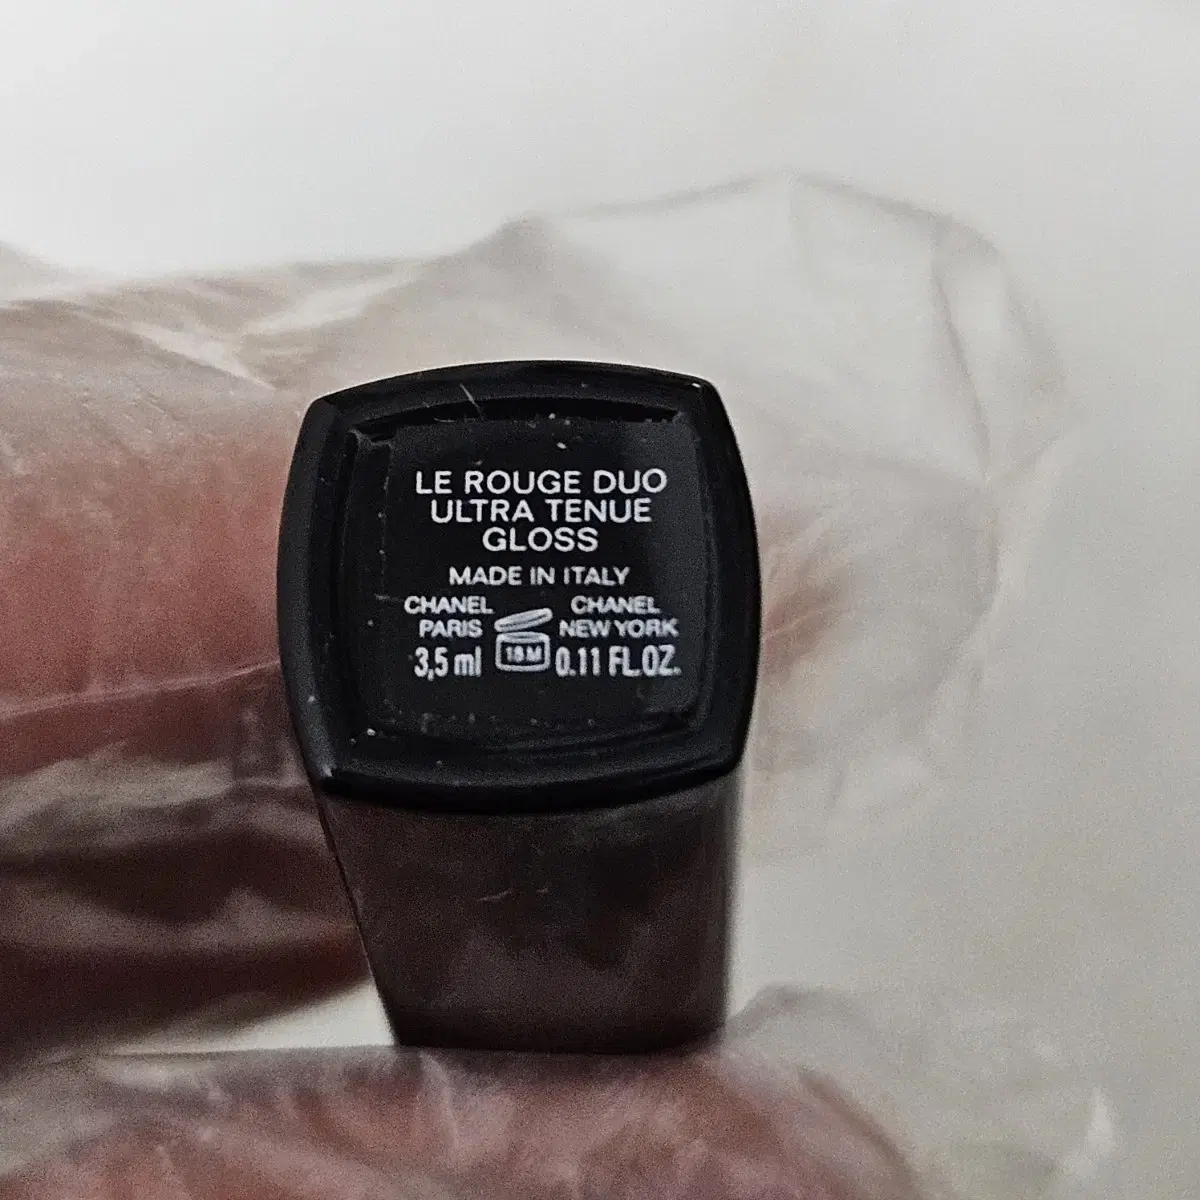 LE ROUGE DUO
ULTRA TENUE
GLOSS
MADE IN ITALY
CHANEL CHANEL
PARIS NEW YORK
3,5 ml 18 M 0.11 FL.OZ.